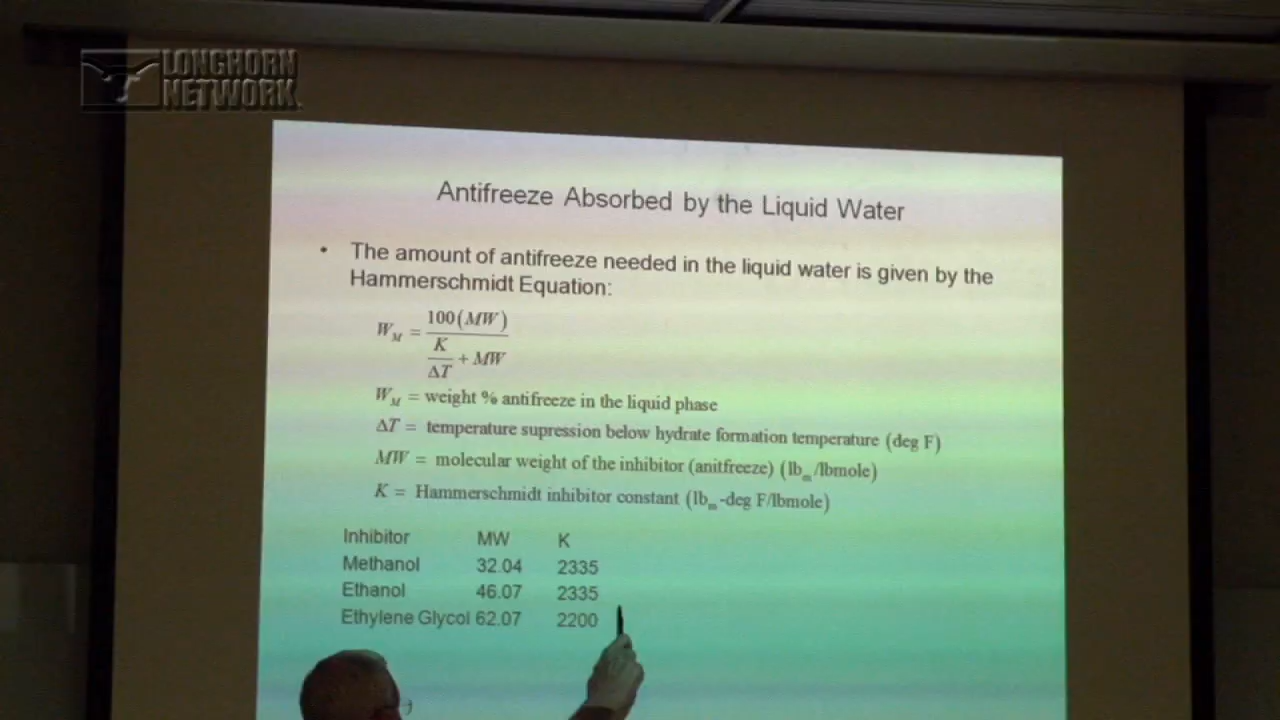 LONGHORN
NETWORK
Antifreeze Absorbed by the Liquid Water
• The amount of antifreeze needed in the liquid water is given by the
Hammerschmidt Equation:
W_M = 100(MW) / (K/ΔT + MW)
W_M = weight % antifreeze in the liquid phase
ΔT = temperature supression below hydrate formation temperature (deg F)
MW = molecular weight of the inhibitor (anitfreeze) (lb_m/lbmole)
K = Hammerschmidt inhibitor constant (lb_m-deg F/lbmole)
Inhibitor MW K
Methanol 32.04 2335
Ethanol 46.07 2335
Ethylene Glycol 62.07 2200